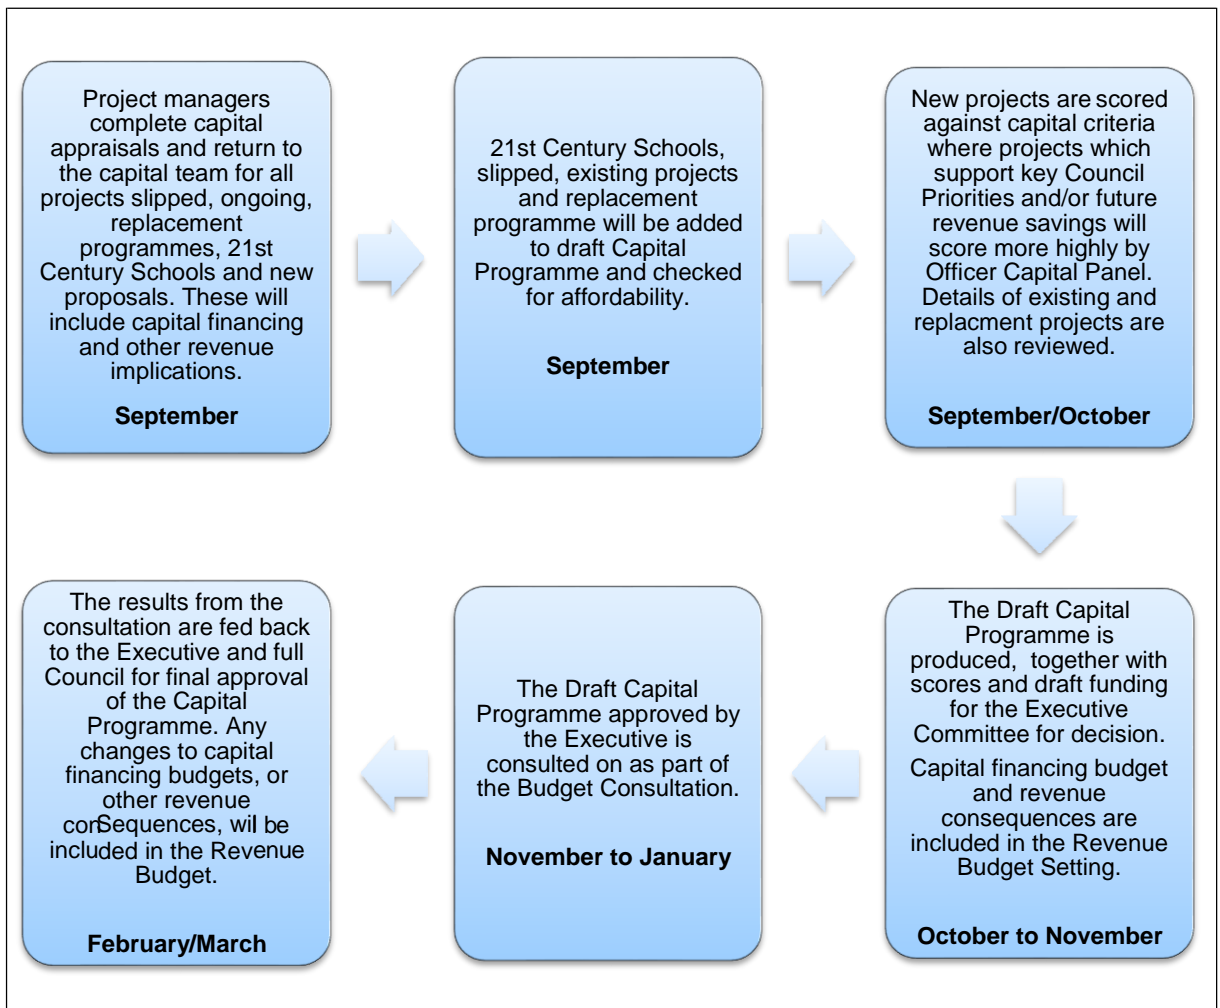 Project managers
complete capital
appraisals and return to
the capital team for all
projects slipped, ongoing,
replacement
programmes, 21st
Century Schools and new
proposals. These will
include capital financing
and other revenue
implications.
September
21st Century Schools,
slipped, existing projects
and replacement
programme will be added
to draft Capital
Programme and checked
for affordability.
September
New projects are scored
against capital criteria
where projects which
support key Council
Priorities and/or future
revenue savings will
score more highly by
Officer Capital Panel.
Details of existing and
replacment projects are
also reviewed.
September/October
The Draft Capital
Programme is
produced, together with
scores and draft funding
for the Executive
Committee for decision.
Capital financing budget
and revenue
consequences are
included in the Revenue
Budget Setting.
October to November
The Draft Capital
Programme approved by
the Executive is
consulted on as part of
the Budget Consultation.
November to January
The results from the
consultation are fed back
to the Executive and full
Council for final approval
of the Capital
Programme. Any
changes to capital
financing budgets, or
other revenue
conSequences, wil be
included in the Revenue
Budget.
February/March